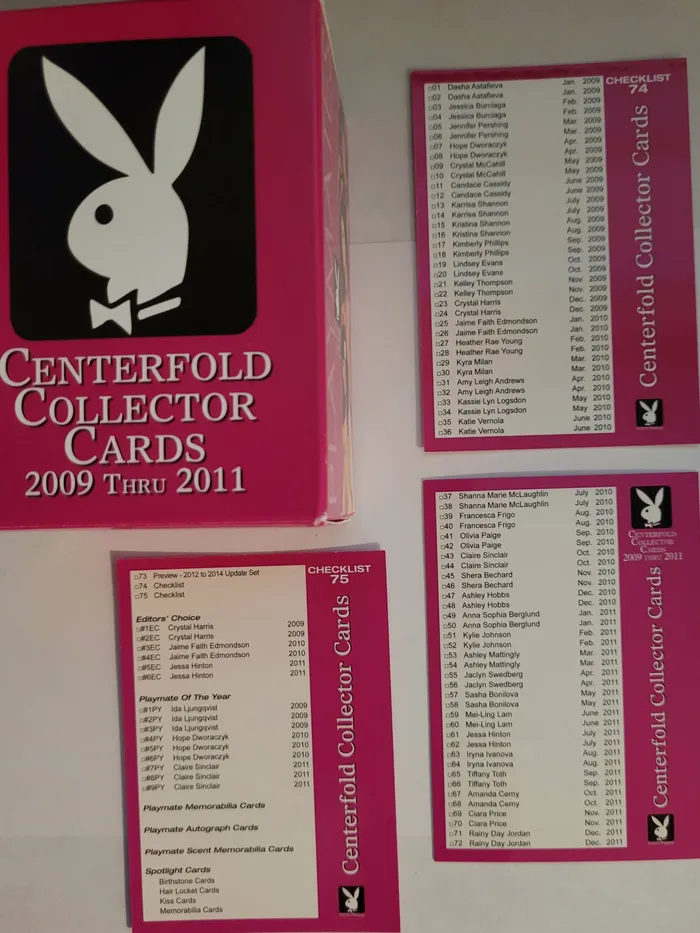 CENTERFOLD
COLLECTOR
CARDS
2009 THRU 2011
CHECKLIST
74
Centerfold Collector Cards
01 Dasha Astafieva Jan. 2009
02 Dasha Astafieva Jan. 2009
03 Jessica Burciaga Feb. 2009
04 Jessica Burciaga Feb. 2009
05 Jennifer Pershing Mar. 2009
06 Jennifer Pershing Mar. 2009
07 Hope Dworaczyk Apr. 2009
08 Hope Dworaczyk Apr. 2009
09 Crystal McCahill May 2009
10 Crystal McCahill May 2009
11 Candace Cassidy June 2009
12 Candace Cassidy June 2009
13 Karissa Shannon July 2009
14 Karissa Shannon July 2009
15 Kristina Shannon Aug. 2009
16 Kristina Shannon Aug. 2009
17 Kimberly Phillips Sep. 2009
18 Kimberly Phillips Sep. 2009
19 Lindsey Evans Oct. 2009
20 Lindsey Evans Oct. 2009
21 Kelley Thompson Nov. 2009
22 Kelley Thompson Nov. 2009
23 Crystal Harris Dec. 2009
24 Crystal Harris Dec. 2009
25 Jaime Faith Edmondson Jan. 2010
26 Jaime Faith Edmondson Jan. 2010
27 Heather Rae Young Feb. 2010
28 Heather Rae Young Feb. 2010
29 Kyra Milan Mar. 2010
30 Kyra Milan Mar. 2010
31 Amy Leigh Andrews Apr. 2010
32 Amy Leigh Andrews Apr. 2010
33 Kassie Lyn Logsdon May 2010
34 Kassie Lyn Logsdon May 2010
35 Katie Vernola June 2010
36 Katie Vernola June 2010
CENTERFOLD
COLLECTOR
CARDS
2009 THRU 2011
Centerfold Collector Cards
37 Shanna Marie McLaughlin July 2010
38 Shanna Marie McLaughlin July 2010
39 Francesca Frigo Aug. 2010
40 Francesca Frigo Aug. 2010
41 Olivia Paige Sep. 2010
42 Olivia Paige Sep. 2010
43 Claire Sinclair Oct. 2010
44 Claire Sinclair Oct. 2010
45 Shera Bechard Nov. 2010
46 Shera Bechard Nov. 2010
47 Ashley Hobbs Dec. 2010
48 Ashley Hobbs Dec. 2010
49 Anna Sophia Berglund Jan. 2011
50 Anna Sophia Berglund Jan. 2011
51 Kylie Johnson Feb. 2011
52 Kylie Johnson Feb. 2011
53 Ashley Mattingly Mar. 2011
54 Ashley Mattingly Mar. 2011
55 Jaclyn Swedberg Apr. 2011
56 Jaclyn Swedberg Apr. 2011
57 Sasha Bonilova May 2011
58 Sasha Bonilova May 2011
59 Mei-Ling Lam June 2011
60 Mei-Ling Lam June 2011
61 Jessa Hinton July 2011
62 Jessa Hinton July 2011
63 Iryna Ivanova Aug. 2011
64 Iryna Ivanova Aug. 2011
65 Tiffany Toth Sep. 2011
66 Tiffany Toth Sep. 2011
67 Amanda Cerny Oct. 2011
68 Amanda Cerny Oct. 2011
69 Ciara Price Nov. 2011
70 Ciara Price Nov. 2011
71 Rainy Day Jordan Dec. 2011
72 Rainy Day Jordan Dec. 2011
CHECKLIST
75
Centerfold Collector Cards
73 Preview - 2012 to 2014 Update Set
74 Checklist
75 Checklist
Editors' Choice
#1EC Crystal Harris 2009
#2EC Crystal Harris 2009
#3EC Jaime Faith Edmondson 2010
#4EC Jaime Faith Edmondson 2010
#5EC Jessa Hinton 2011
#6EC Jessa Hinton 2011
Playmate Of The Year
#1PY Ida Ljungqvist 2009
#2PY Ida Ljungqvist 2009
#3PY Ida Ljungqvist 2009
#4PY Hope Dworaczyk 2010
#5PY Hope Dworaczyk 2010
#6PY Hope Dworaczyk 2010
#7PY Claire Sinclair 2011
#8PY Claire Sinclair 2011
#9PY Claire Sinclair 2011
Playmate Memorabilia Cards
Playmate Autograph Cards
Playmate Scent Memorabilia Cards
Spotlight Cards
Birthstone Cards
Hair Locket Cards
Kiss Cards
Memorabilia Cards